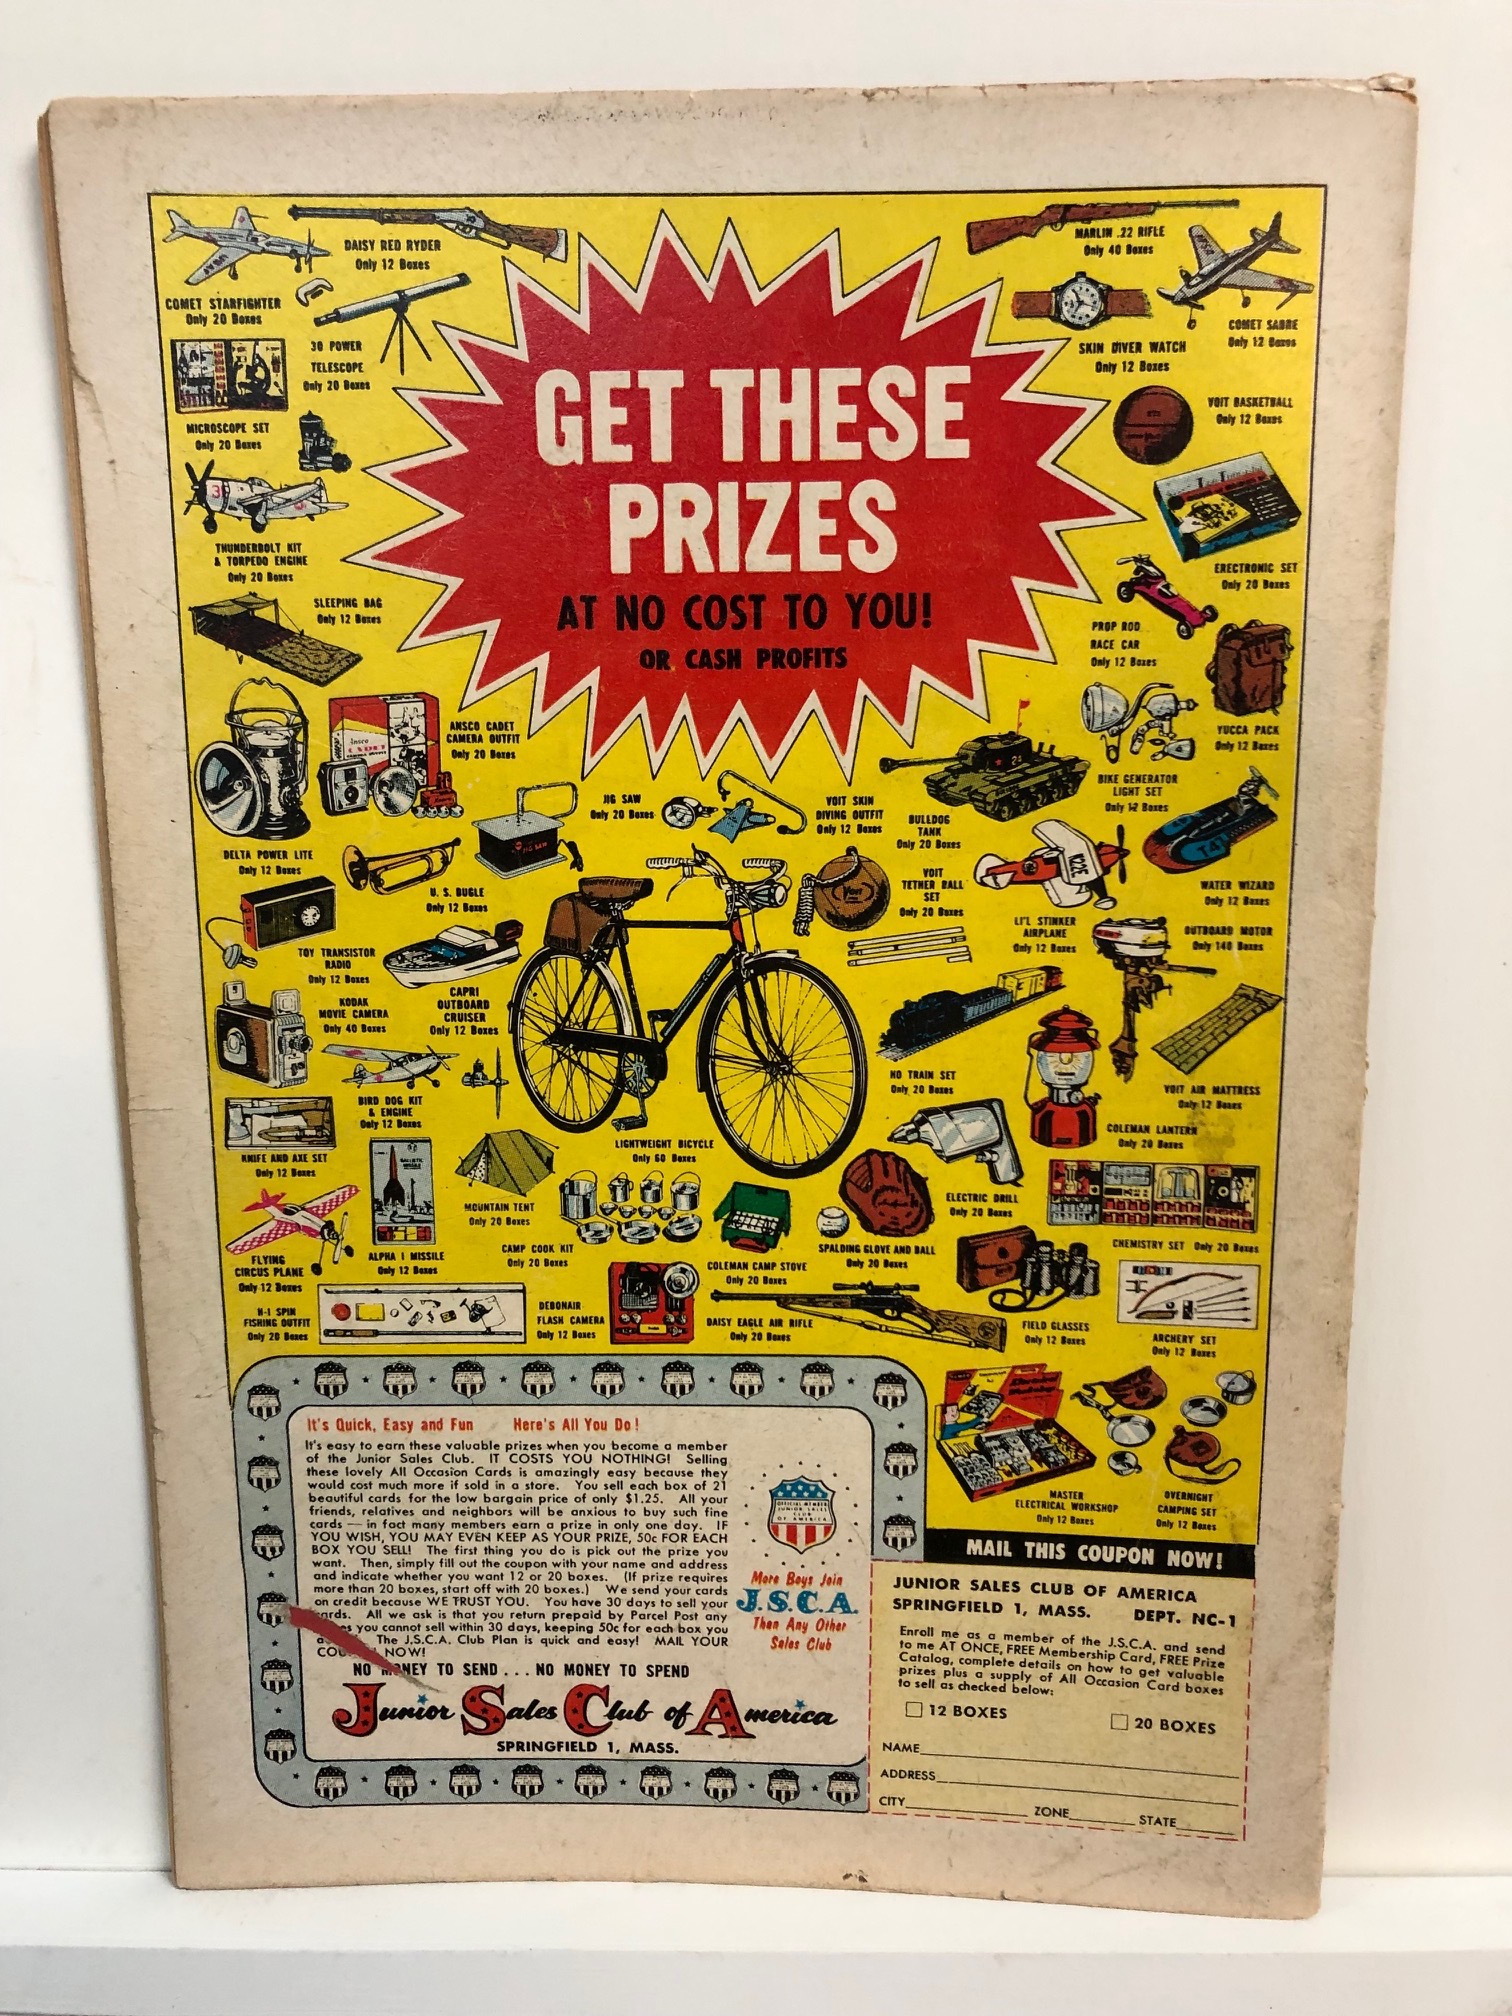 GET THESE
PRIZES
AT NO COST TO YOU!
OR CASH PROFITS
DAISY RED RYDER
Only 12 Boxes
COMET STARFIGHTER
Only 20 Boxes
30 POWER
TELESCOPE
Only 20 Boxes
MICROSCOPE SET
Only 20 Boxes
THUNDERBOLT KIT
& TORPEDO ENGINE
Only 20 Boxes
SLEEPING BAG
Only 12 Boxes
MARLIN .22 RIFLE
Only 40 Boxes
COMET SABRE
Only 12 Boxes
SKIN DIVER WATCH
Only 12 Boxes
VOIT BASKETBALL
Only 12 Boxes
ERECTRONIC SET
Only 20 Boxes
PROP ROD
RACE CAR
Only 12 Boxes
YUCCA PACK
Only 12 Boxes
BIKE GENERATOR
LIGHT SET
Only 12 Boxes
ANSCO CADET
CAMERA OUTFIT
Only 20 Boxes
Ansco
CADET
DELTA POWER LITE
Only 12 Boxes
JIG SAW
Only 20 Boxes
JIG SAW
VOIT SKIN
DIVING OUTFIT
Only 12 Boxes
BULLDOG
TANK
Only 20 Boxes
24
T4
WATER WIZARD
Only 12 Boxes
U. S. BUGLE
Only 12 Boxes
VOIT
TETHER BALL
SET
Only 20 Boxes
VOIT
LI'L STINKER
AIRPLANE
Only 12 Boxes
OUTBOARD MOTOR
Only 140 Boxes
TOY TRANSISTOR
RADIO
Only 12 Boxes
KODAK
MOVIE CAMERA
Only 40 Boxes
CAPRI
OUTBOARD
CRUISER
Only 12 Boxes
HO TRAIN SET
Only 20 Boxes
VOIT AIR MATTRESS
Only 12 Boxes
BIRD DOG KIT
& ENGINE
Only 12 Boxes
LIGHTWEIGHT BICYCLE
Only 60 Boxes
COLEMAN LANTERN
Only 20 Boxes
KNIFE AND AXE SET
Only 12 Boxes
MOUNTAIN TENT
Only 20 Boxes
ELECTRIC DRILL
Only 20 Boxes
CHEMISTRY SET Only 20 Boxes
FLYING
CIRCUS PLANE
Only 12 Boxes
ALPHA I MISSILE
Only 12 Boxes
CAMP COOK KIT
Only 20 Boxes
COLEMAN CAMP STOVE
Only 20 Boxes
SPALDING GLOVE AND BALL
Only 20 Boxes
N-I SPIN
FISHING OUTFIT
Only 20 Boxes
DEBONAIR
FLASH CAMERA
Only 12 Boxes
DAISY EAGLE AIR RIFLE
Only 20 Boxes
FIELD GLASSES
Only 12 Boxes
ARCHERY SET
Only 12 Boxes
MASTER
ELECTRICAL WORKSHOP
Only 12 Boxes
OVERNIGHT
CAMPING SET
Only 12 Boxes
It's Quick, Easy and Fun Here's All You Do!
It's easy to earn these valuable prizes when you become a member
of the Junior Sales Club. IT COSTS YOU NOTHING! Selling
these lovely All Occasion Cards is amazingly easy because they
would cost much more if sold in a store. You sell each box of 21
beautiful cards for the low bargain price of only $1.25. All your
friends, relatives and neighbors will be anxious to buy such fine
cards — in fact many members earn a prize in only one day. IF
YOU WISH, YOU MAY EVEN KEEP AS YOUR PRIZE, 50c FOR EACH
BOX YOU SELL! The first thing you do is pick out the prize you
want. Then, simply fill out the coupon with your name and address
and indicate whether you want 12 or 20 boxes. (If prize requires
more than 20 boxes, start off with 20 boxes.) We send your cards
on credit because WE TRUST YOU. You have 30 days to sell your
cards. All we ask is that you return prepaid by Parcel Post any
you cannot sell within 30 days, keeping 50c for each box you
The J.S.C.A. Club Plan is quick and easy! MAIL YOUR
NOW!
NO MONEY TO SEND . . . NO MONEY TO SPEND
Junior Sales Club of America
SPRINGFIELD 1, MASS.
OFFICIAL MEMBER
JUNIOR SALES
CLUB
OF AMERICA
More Boys Join
J.S.C.A.
Than Any Other
Sales Club
MAIL THIS COUPON NOW!
JUNIOR SALES CLUB OF AMERICA
SPRINGFIELD 1, MASS. DEPT. NC-1
Enroll me as a member of the J.S.C.A. and send
to me AT ONCE, FREE Membership Card, FREE Prize
Catalog, complete details on how to get valuable
prizes plus a supply of All Occasion Card boxes
to sell as checked below:
12 BOXES 20 BOXES
NAME
ADDRESS
CITY ZONE STATE